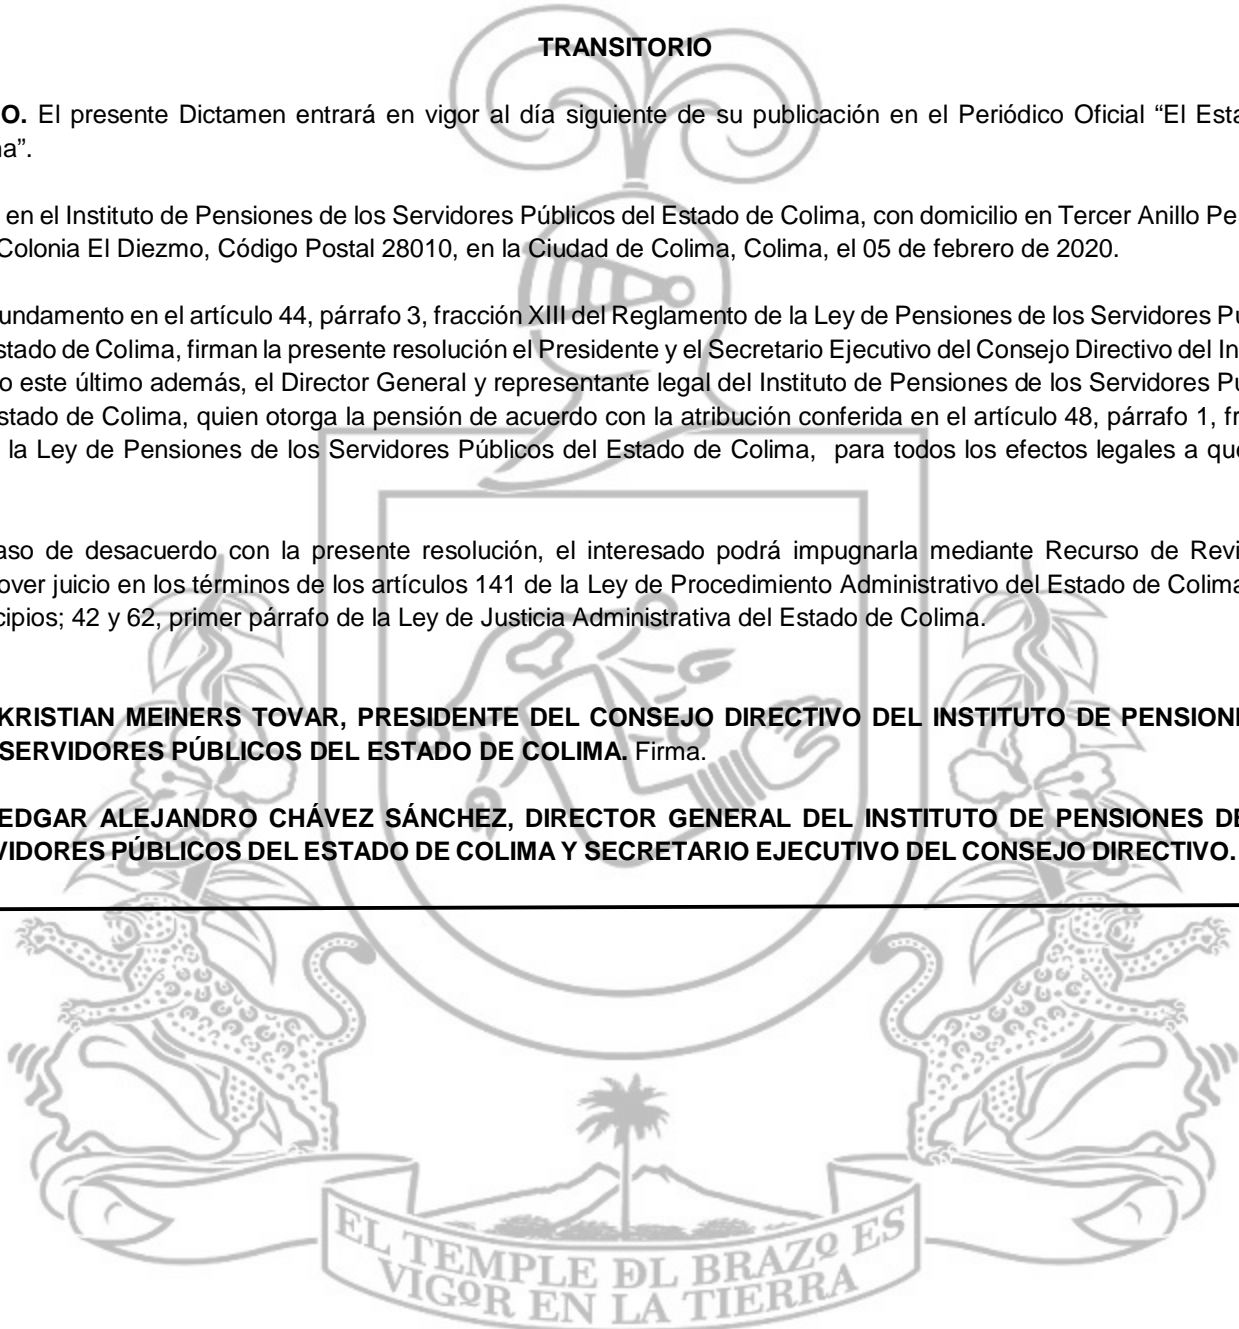 TRANSITORIO
O. El presente Dictamen entrará en vigor al día siguiente de su publicación en el Periódico Oficial “El Esta
na”.
en el Instituto de Pensiones de los Servidores Públicos del Estado de Colima, con domicilio en Tercer Anillo Pe
Colonia El Diezmo, Código Postal 28010, en la Ciudad de Colima, Colima, el 05 de febrero de 2020.
undamento en el artículo 44, párrafo 3, fracción XIII del Reglamento de la Ley de Pensiones de los Servidores Pú
stado de Colima, firman la presente resolución el Presidente y el Secretario Ejecutivo del Consejo Directivo del In
o este último además, el Director General y representante legal del Instituto de Pensiones de los Servidores Pú
stado de Colima, quien otorga la pensión de acuerdo con la atribución conferida en el artículo 48, párrafo 1, fr
la Ley de Pensiones de los Servidores Públicos del Estado de Colima, para todos los efectos legales a que
aso de desacuerdo con la presente resolución, el interesado podrá impugnarla mediante Recurso de Revi
over juicio en los términos de los artículos 141 de la Ley de Procedimiento Administrativo del Estado de Colima
cipios; 42 y 62, primer párrafo de la Ley de Justicia Administrativa del Estado de Colima.
KRISTIAN MEINERS TOVAR, PRESIDENTE DEL CONSEJO DIRECTIVO DEL INSTITUTO DE PENSIONE
SERVIDORES PÚBLICOS DEL ESTADO DE COLIMA. Firma.
EDGAR ALEJANDRO CHÁVEZ SÁNCHEZ, DIRECTOR GENERAL DEL INSTITUTO DE PENSIONES DE
VIDORES PÚBLICOS DEL ESTADO DE COLIMA Y SECRETARIO EJECUTIVO DEL CONSEJO DIRECTIVO.
EL TEMPLE DL BRAZO ES
VIGOR EN LA TIERRA